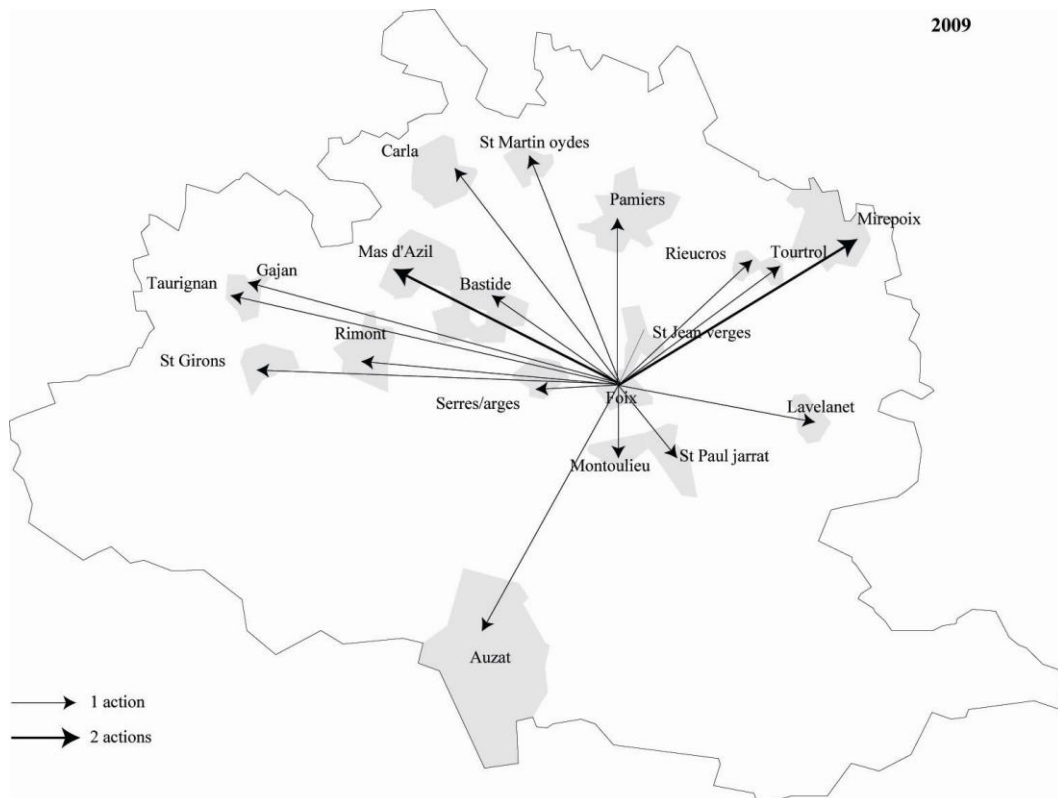 2009
St Martin oydes
Carla
Pamiers
Mirepoix
Mas d'Azil
Rieucros
Tourtrol
Gajan
Taurignan
Bastide
St Jean verges
Rimont
St Girons
Serres/arges
Foix
Lavelanet
Montoulieu
St Paul jarrat
Auzat
1 action
2 actions